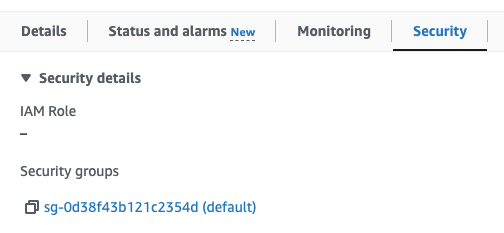 Details
Status and alarms New
Monitoring
Security
Security details
IAM Role
–
Security groups
sg-0d38f43b121c2354d (default)